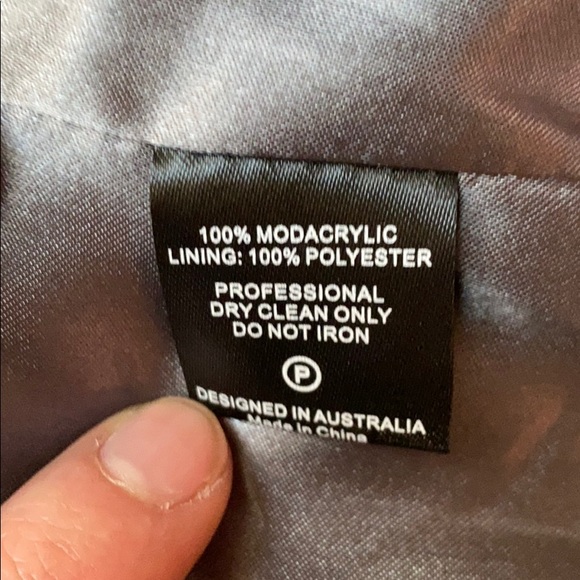 100% MODACRYLIC
LINING: 100% POLYESTER
PROFESSIONAL
DRY CLEAN ONLY
DO NOT IRON
P
DESIGNED IN AUSTRALIA
Made in China